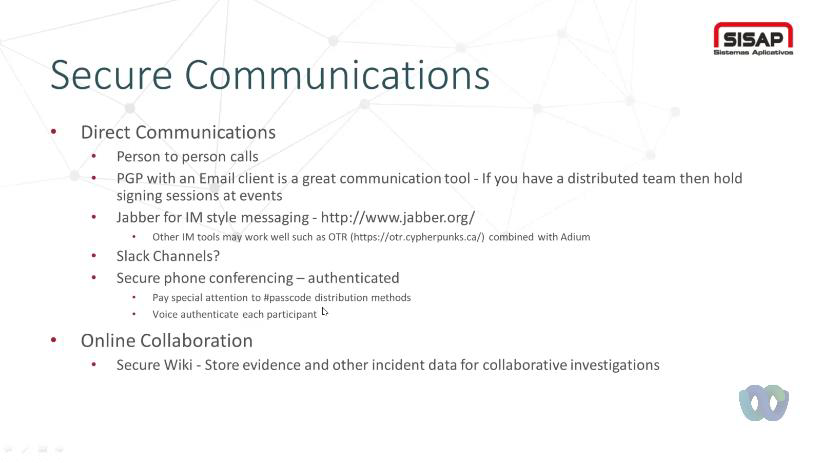 SISAP
Sistemas Aplicativos
Secure Communications
• Direct Communications
• Person to person calls
• PGP with an Email client is a great communication tool - If you have a distributed team then hold
signing sessions at events
• Jabber for IM style messaging - http://www.jabber.org/
• Other IM tools may work well such as OTR (https://otr.cypherpunks.ca/) combined with Adium
• Slack Channels?
• Secure phone conferencing – authenticated
• Pay special attention to #passcode distribution methods
• Voice authenticate each participant
• Online Collaboration
• Secure Wiki - Store evidence and other incident data for collaborative investigations